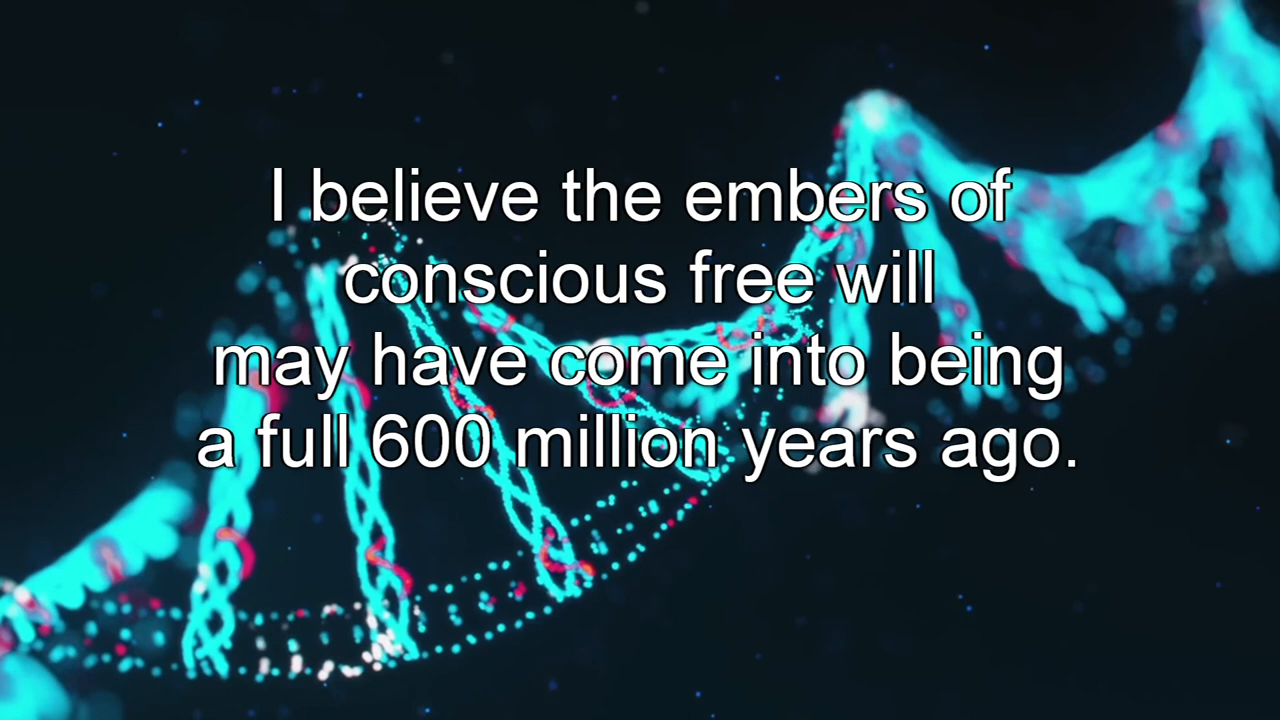 I believe the embers of
conscious free will
may have come into being
a full 600 million years ago.